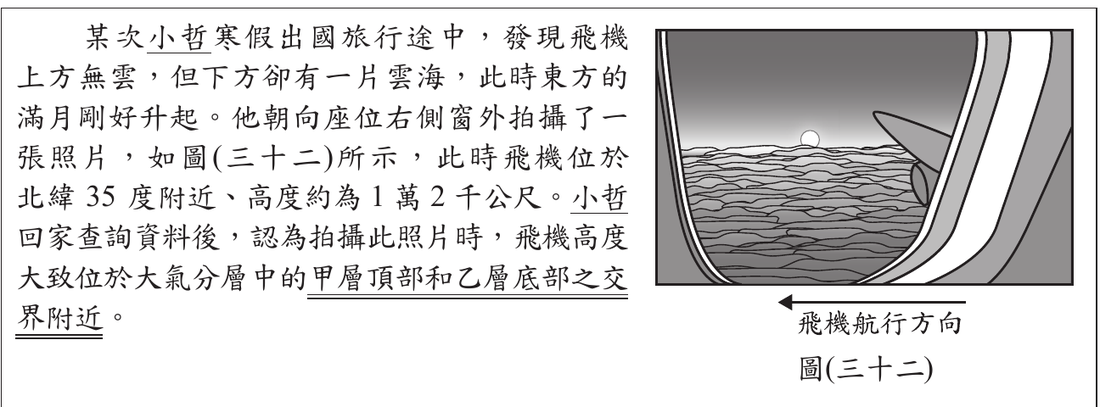 某次小哲寒假出國旅行途中，發現飛機
上方無雲，但下方卻有一片雲海，此時東方的
滿月剛好升起。他朝向座位右側窗外拍攝了一
張照片，如圖(三十二)所示，此時飛機位於
北緯 35 度附近、高度約為 1 萬 2 千公尺。小哲
回家查詢資料後，認為拍攝此照片時，飛機高度
大致位於大氣分層中的甲層頂部和乙層底部之交
界附近。
飛機航行方向
圖(三十二)